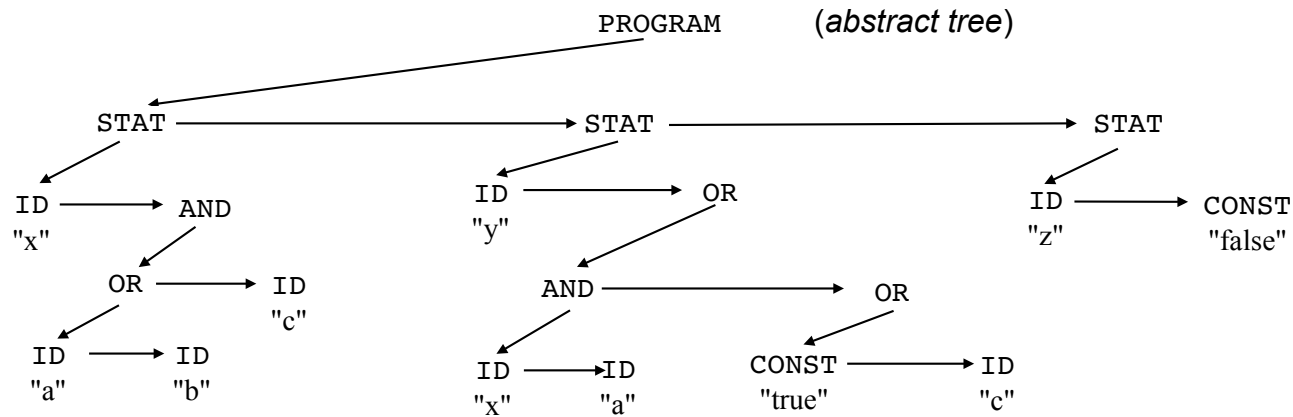 PROGRAM (abstract tree)
STAT STAT STAT
ID AND ID OR ID CONST
"x" "y" "z" "false"
OR ID AND OR
"c"
ID ID ID ID CONST ID
"a" "b" "x" "a" "true" "c"